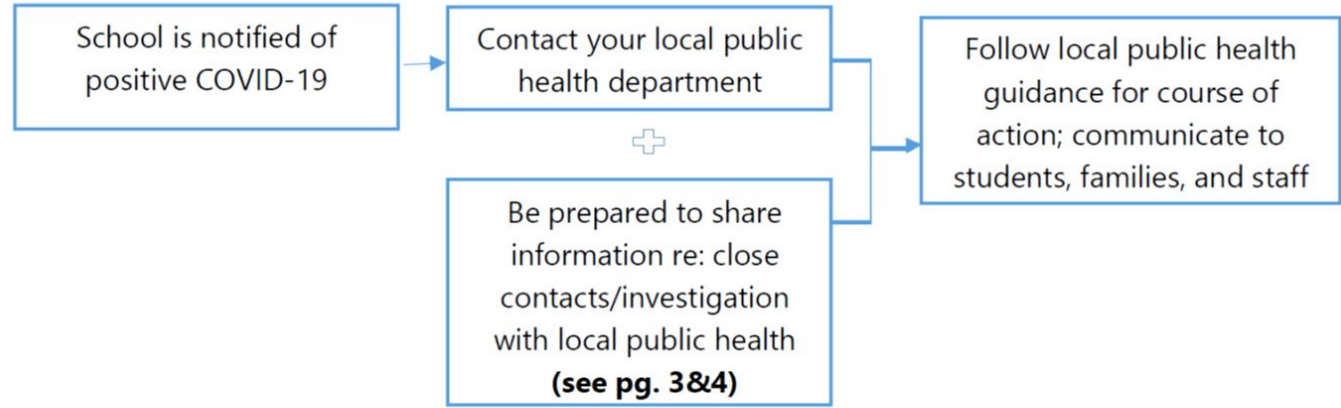 School is notified of
positive COVID-19
Contact your local public
health department
Be prepared to share
information re: close
contacts/investigation
with local public health
(see pg. 3&4)
Follow local public health
guidance for course of
action; communicate to
students, families, and staff